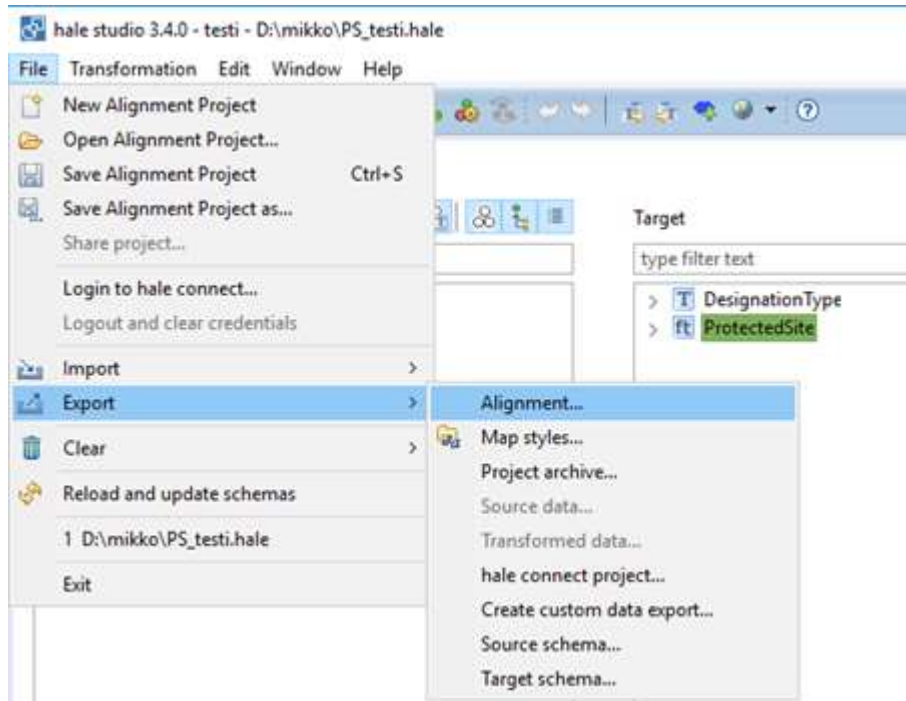 hale studio 3.4.0 - testi - D:\mikko\PS_testi.hale
File Transformation Edit Window Help
New Alignment Project
Open Alignment Project...
Save Alignment Project Ctrl+S
Save Alignment Project as...
Share project...
Login to hale connect...
Logout and clear credentials
Import
Export
Clear
Reload and update schemas
1 D:\mikko\PS_testi.hale
Exit
Alignment...
Map styles...
Project archive...
Source data...
Transformed data...
hale connect project...
Create custom data export...
Source schema...
Target schema...
Target
type filter text
T DesignationType
ft ProtectedSite